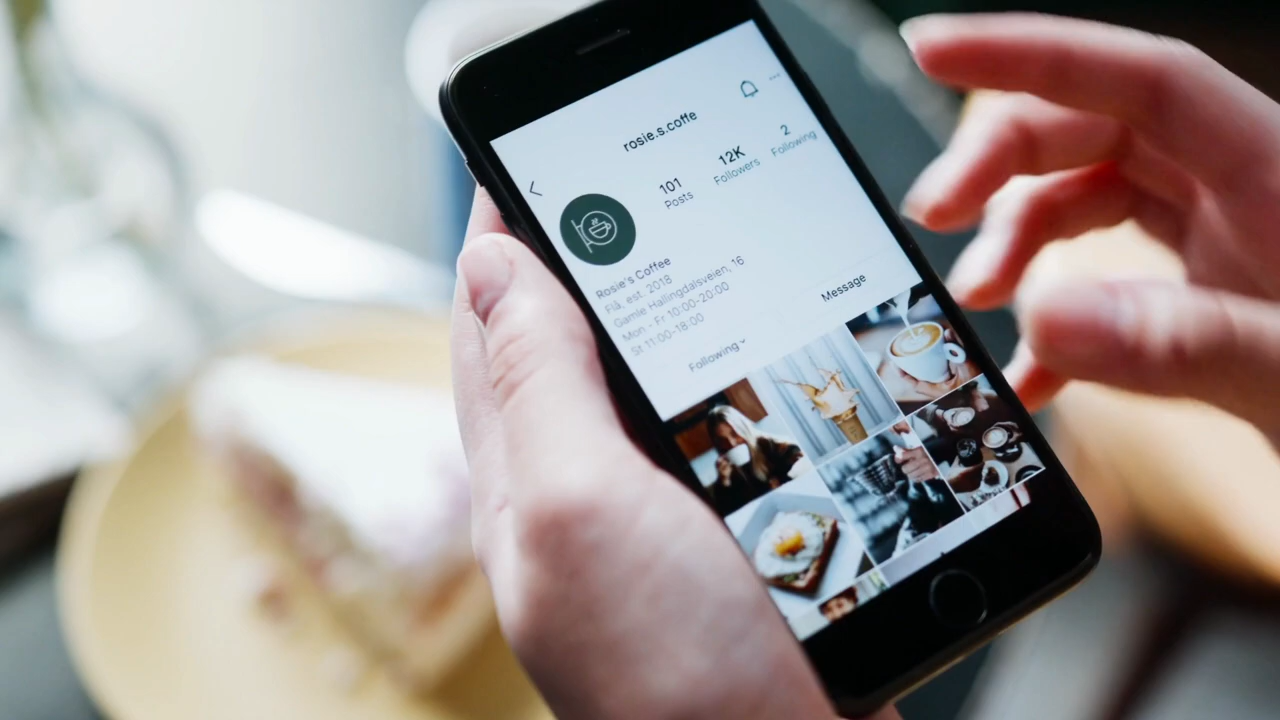 rosie.s.coffe
101
Posts
12K
Followers
2
Following
Rosie's Coffee
Flå, est. 2018
Gamle Hallingdalsveien, 16
Mon - Fr 10:00-20:00
St 11:00-18:00
Following
Message